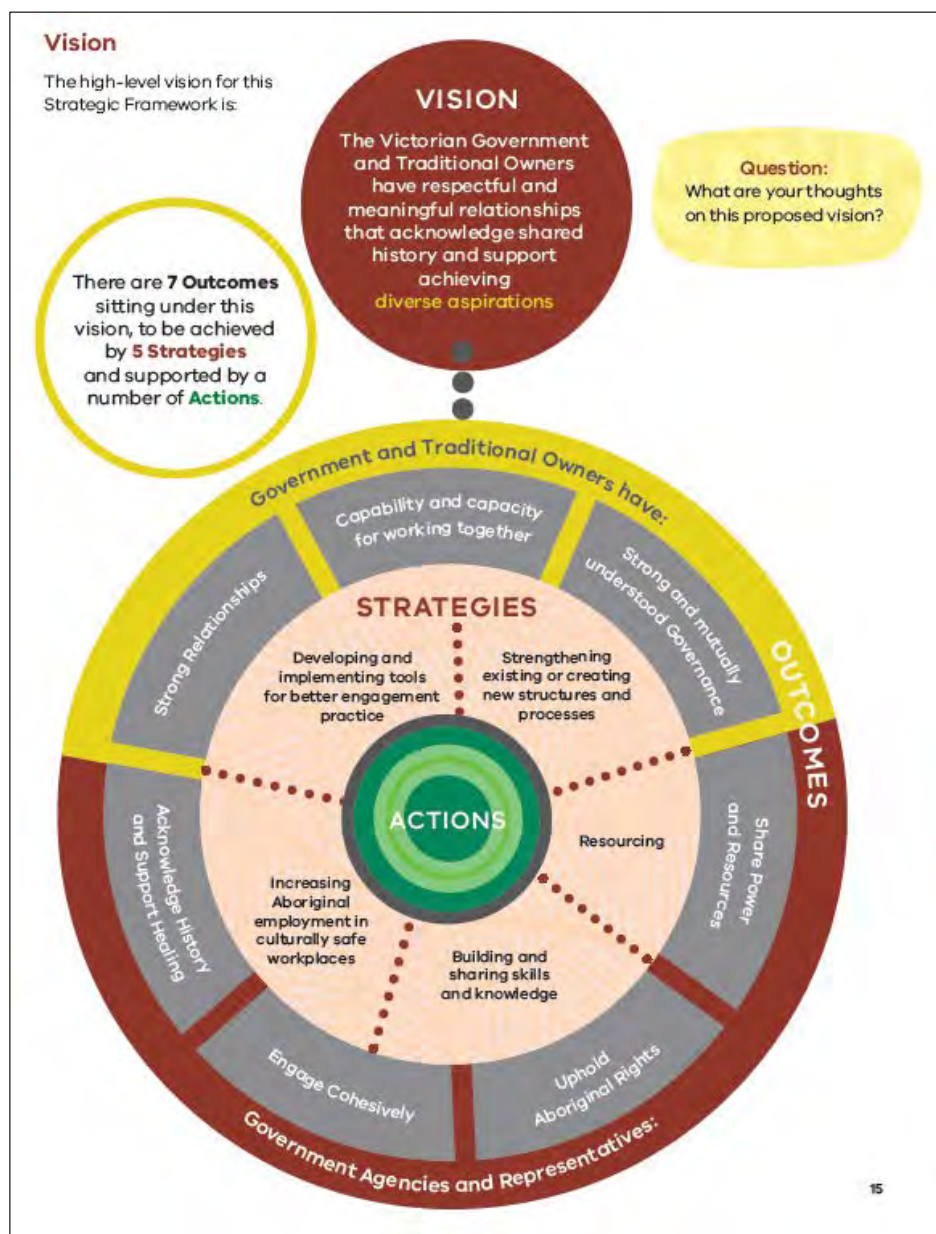 Vision
The high-level vision for this
Strategic Framework is:
VISION
The Victorian Government
and Traditional Owners
have respectful and
meaningful relationships
that acknowledge shared
history and support
achieving
diverse aspirations
Question:
What are your thoughts
on this proposed vision?
There are 7 Outcomes
sitting under this
vision, to be achieved
by 5 Strategies
and supported by a
number of Actions.
Government and Traditional Owners have:
Strong Relationships
Capability and capacity
for working together
Strong and mutually
understood Governance
OUTCOMES
STRATEGIES
Developing and
implementing tools
for better engagement
practice
Strengthening
existing or creating
new structures and
processes
ACTIONS
Resourcing
Increasing
Aboriginal
employment in
culturally safe
workplaces
Building and
sharing skills
and knowledge
Share Power
and Resources
Acknowledge History
and Support Healing
Engage Cohesively
Uphold
Aboriginal Rights
Government Agencies and Representatives:
15